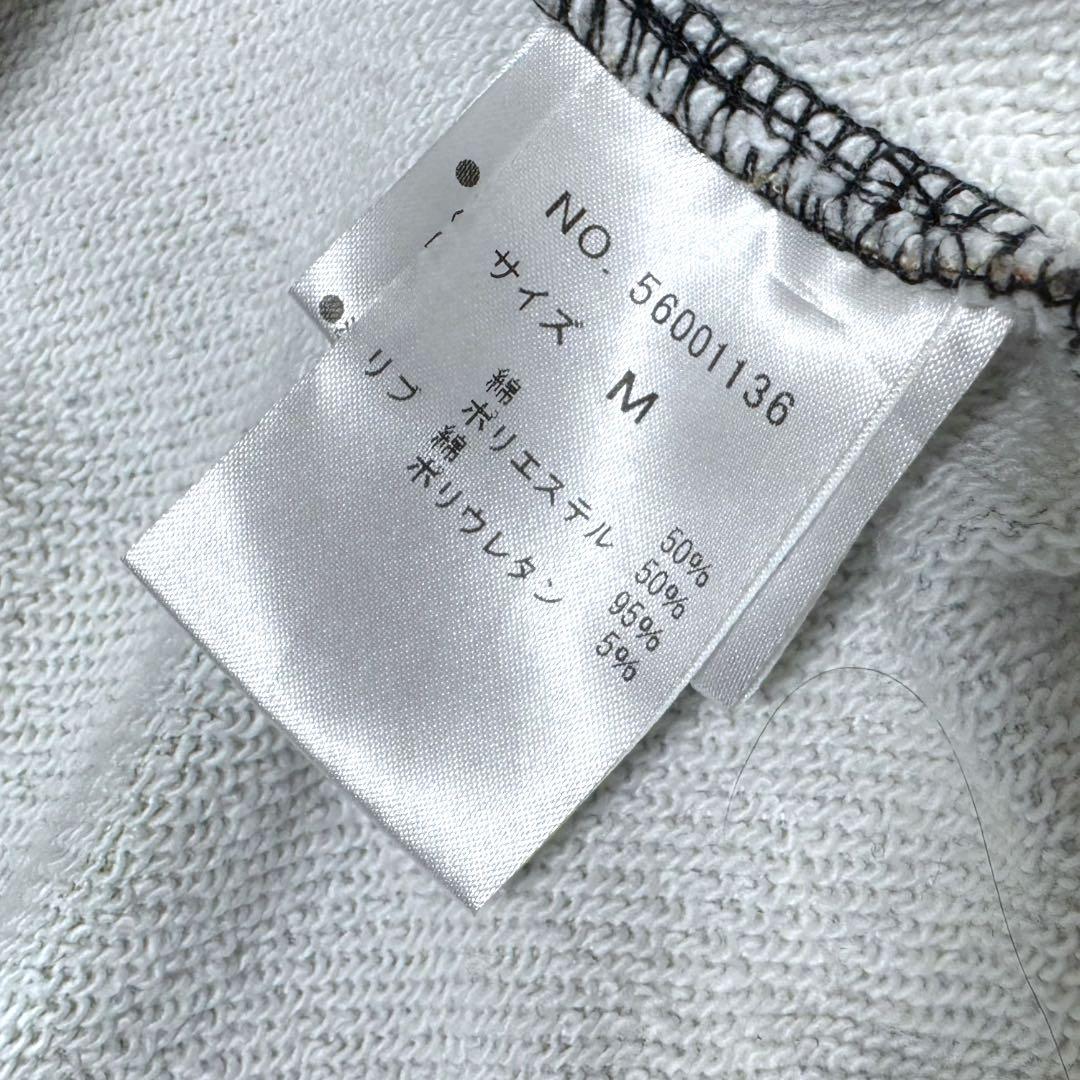 NO. 56001136
サイズ M
綿 50%
ポリエステル 50%
リブ 綿 95%
ポリウレタン 5%